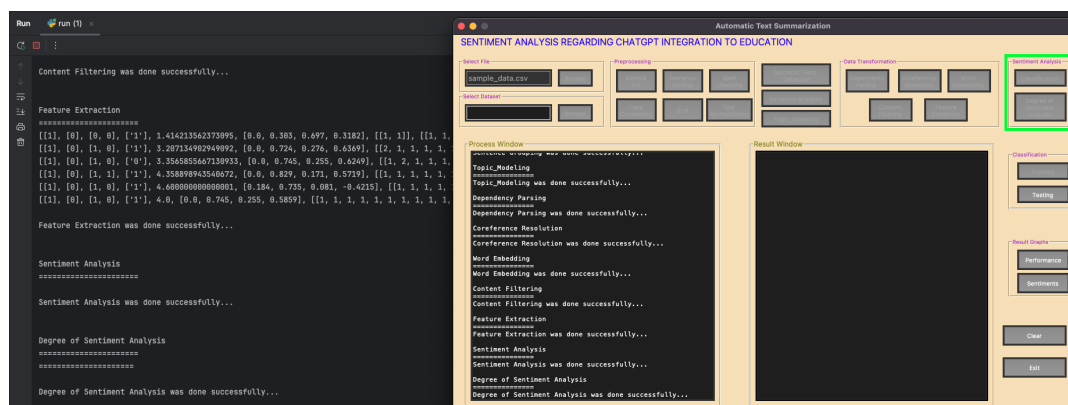 Run
run (1)
Content Filtering was done successfully...
Feature Extraction
======================
[[1], [0], [0, 0], ['1'], 1.414213562373095, [0.0, 0.303, 0.697, 0.3182], [[1, 1]], [[1, 1,
[[1], [0], [1, 0], ['1'], 3.207134902949092, [0.0, 0.724, 0.276, 0.6369], [[2, 1, 1, 1, 1,
[[1], [0], [1, 0], ['0'], 3.3565855667130933, [0.0, 0.745, 0.255, 0.6249], [[1, 2, 1, 1, 1,
[[1], [0], [1, 1], ['1'], 4.358898943540672, [0.0, 0.829, 0.171, 0.5719], [[1, 1, 1, 1, 1,
[[1], [0], [1, 0], ['1'], 4.600000000000001, [0.184, 0.735, 0.081, -0.4215], [[1, 1, 1, 1,
[[1], [0], [1, 0], ['1'], 4.0, [0.0, 0.745, 0.255, 0.5859], [[1, 1, 1, 1, 1, 1, 1, 1, 1,
Feature Extraction was done successfully...
Sentiment Analysis
======================
Sentiment Analysis was done successfully...
Degree of Sentiment Analysis
======================
=====================
Degree of Sentiment Analysis was done successfully...
Automatic Text Summarization
SENTIMENT ANALYSIS REGARDING CHATGPT INTEGRATION TO EDUCATION
Select File
sample_data.csv
Select Dataset
Preprocessing
Data Transformation
Sentiment Analysis
Process Window
Sentence Grouping was done successfully...
Topic_Modeling
===============
Topic_Modeling was done successfully...
Dependency Parsing
===============
Dependency Parsing was done successfully...
Coreference Resolution
===============
Coreference Resolution was done successfully...
Word Embedding
===============
Word Embedding was done successfully...
Content Filtering
===============
Content Filtering was done successfully...
Feature Extraction
===============
Feature Extraction was done successfully...
Sentiment Analysis
===============
Sentiment Analysis was done successfully...
Degree of Sentiment Analysis
===============
Degree of Sentiment Analysis was done successfully...
Result Window
Classification
Testing
Result Graphs
Performance
Sentiments
Clear
Exit